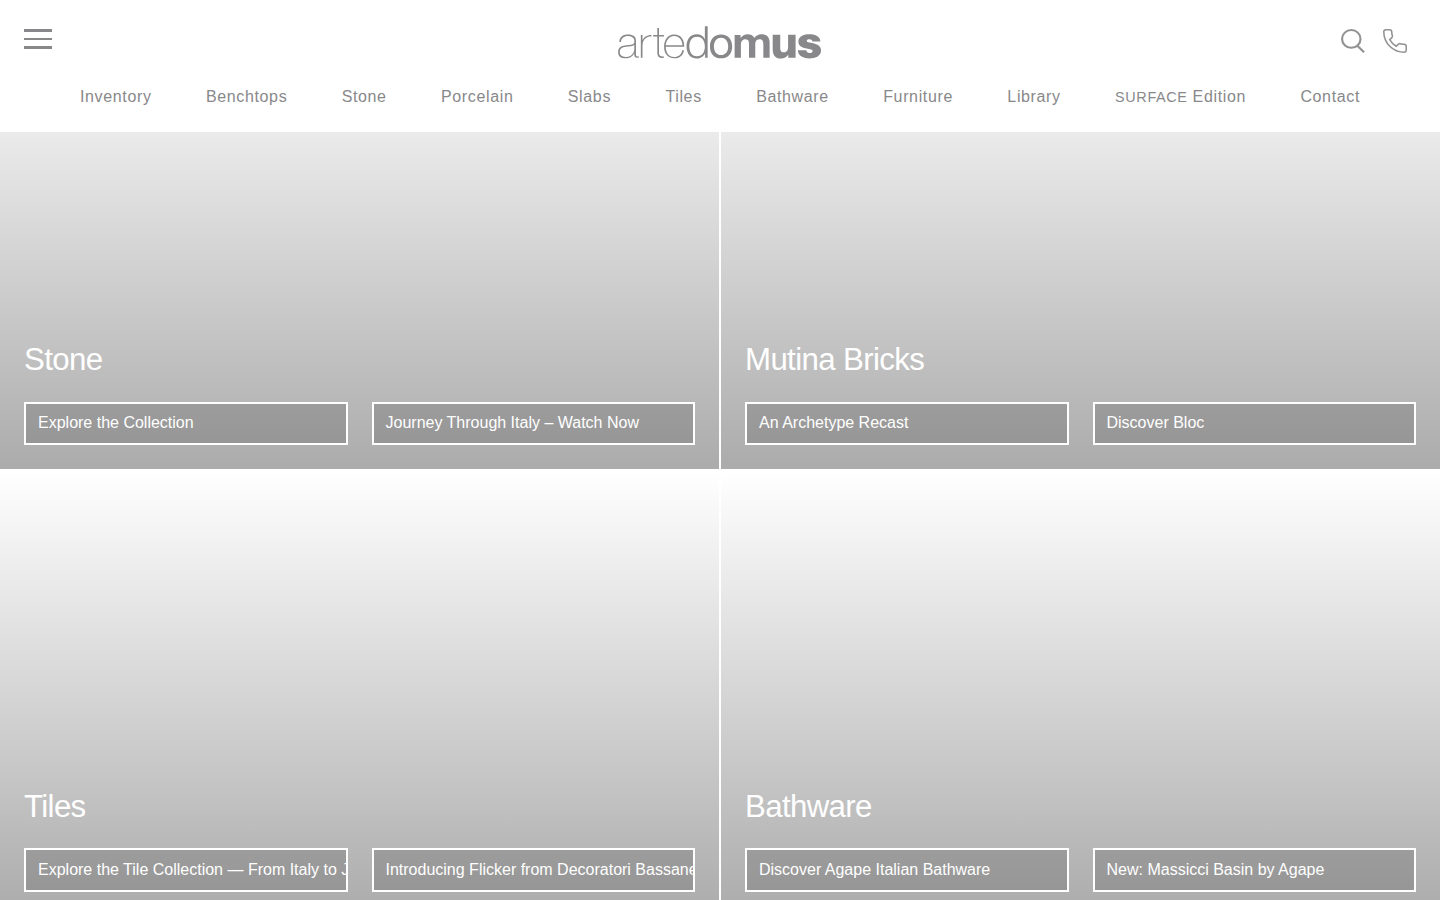 artedomus
Inventory Benchtops Stone Porcelain Slabs Tiles Bathware Furniture Library SURFACE Edition Contact
Stone
Explore the Collection
Journey Through Italy – Watch Now
Mutina Bricks
An Archetype Recast
Discover Bloc
Tiles
Explore the Tile Collection — From Italy to
Introducing Flicker from Decoratori Bassane
Bathware
Discover Agape Italian Bathware
New: Massicci Basin by Agape